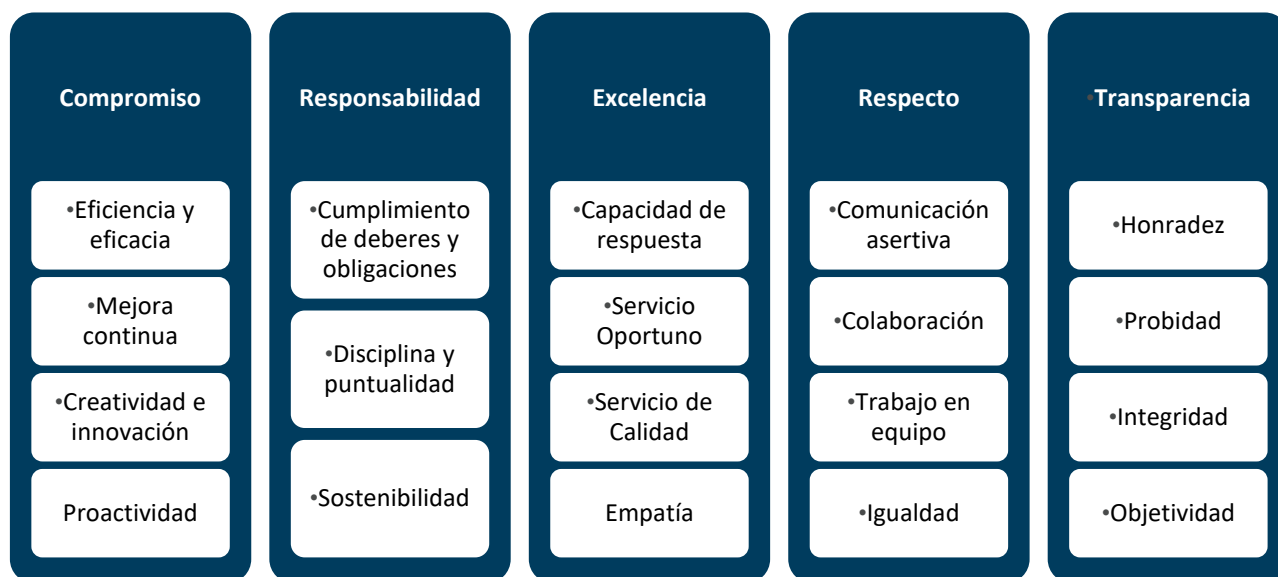 Compromiso
•Eficiencia y
eficacia
•Mejora
continua
•Creatividad e
innovación
Proactividad
Responsabilidad
•Cumplimiento
de deberes y
obligaciones
•Disciplina y
puntualidad
•Sostenibilidad
Excelencia
•Capacidad de
respuesta
•Servicio
Oportuno
•Servicio de
Calidad
Empatía
Respecto
•Comunicación
asertiva
•Colaboración
•Trabajo en
equipo
•Igualdad
•Transparencia
•Honradez
•Probidad
•Integridad
•Objetividad